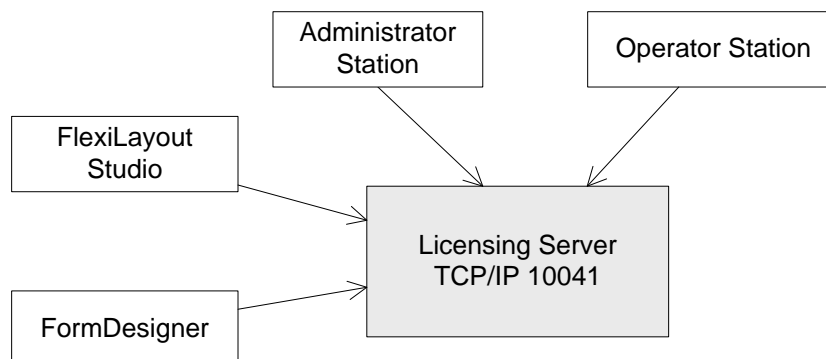 Administrator
Station
Operator Station
FlexiLayout
Studio
Licensing Server
TCP/IP 10041
FormDesigner